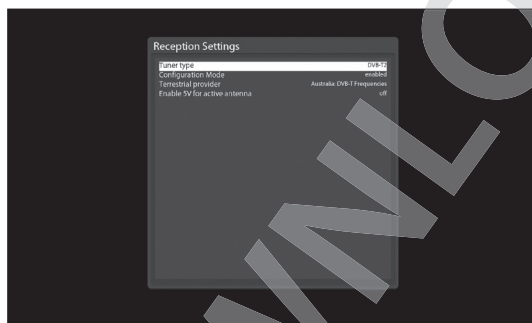 Reception Settings
Tuner type DVB-T2
Configuration Mode enabled
Terrestrial provider Australia: DVB-T Frequencies
Enable 5V for active antenna off